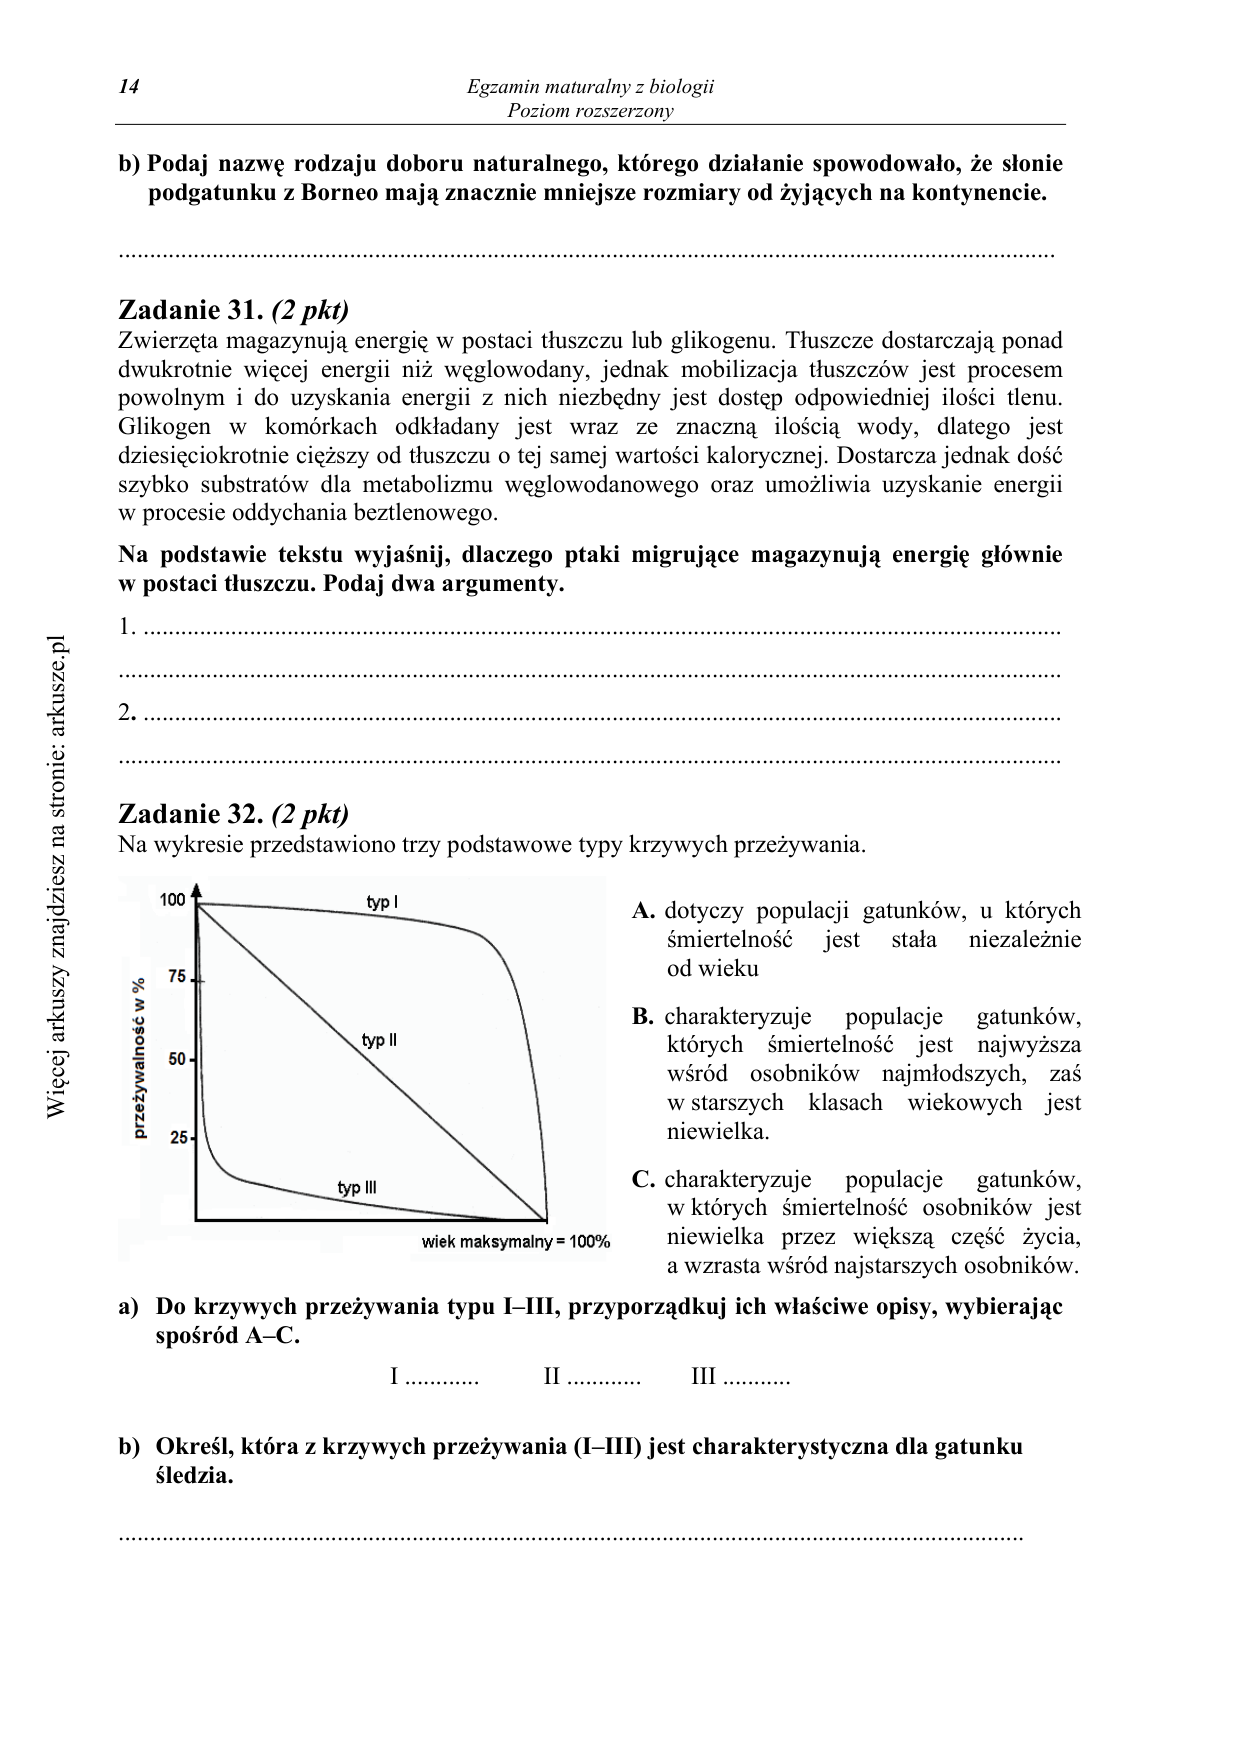 14
Egzamin maturalny z biologii
Poziom rozszerzony
b) Podaj nazwę rodzaju doboru naturalnego, którego działanie spowodowało, że słonie
podgatunku z Borneo mają znacznie mniejsze rozmiary od żyjących na kontynencie.
......................................................................................................................................................
Zadanie 31. (2 pkt)
Zwierzęta magazynują energię w postaci tłuszczu lub glikogenu. Tłuszcze dostarczają ponad
dwukrotnie więcej energii niż węglowodany, jednak mobilizacja tłuszczów jest procesem
powolnym i do uzyskania energii z nich niezbędny jest dostęp odpowiedniej ilości tlenu.
Glikogen w komórkach odkładany jest wraz ze znaczną ilością wody, dlatego jest
dziesięciokrotnie cięższy od tłuszczu o tej samej wartości kalorycznej. Dostarcza jednak dość
szybko substratów dla metabolizmu węglowodanowego oraz umożliwia uzyskanie energii
w procesie oddychania beztlenowego.
Na podstawie tekstu wyjaśnij, dlaczego ptaki migrujące magazynują energię głównie
w postaci tłuszczu. Podaj dwa argumenty.
1. ...................................................................................................................................................
.......................................................................................................................................................
2. ...................................................................................................................................................
.......................................................................................................................................................
Zadanie 32. (2 pkt)
Na wykresie przedstawiono trzy podstawowe typy krzywych przeżywania.
100
75
50
25
przeżywalność w %
typ I
typ II
typ III
wiek maksymalny = 100%
A. dotyczy populacji gatunków, u których
śmiertelność jest stała niezależnie
od wieku
B. charakteryzuje populacje gatunków,
których śmiertelność jest najwyższa
wśród osobników najmłodszych, zaś
w starszych klasach wiekowych jest
niewielka.
C. charakteryzuje populacje gatunków,
w których śmiertelność osobników jest
niewielka przez większą część życia,
a wzrasta wśród najstarszych osobników.
a) Do krzywych przeżywania typu I–III, przyporządkuj ich właściwe opisy, wybierając
spośród A–C.
I ............ II ............ III ...........
b) Określ, która z krzywych przeżywania (I–III) jest charakterystyczna dla gatunku
śledzia.
.................................................................................................................................................
Więcej arkuszy znajdziesz na stronie: arkusze.pl